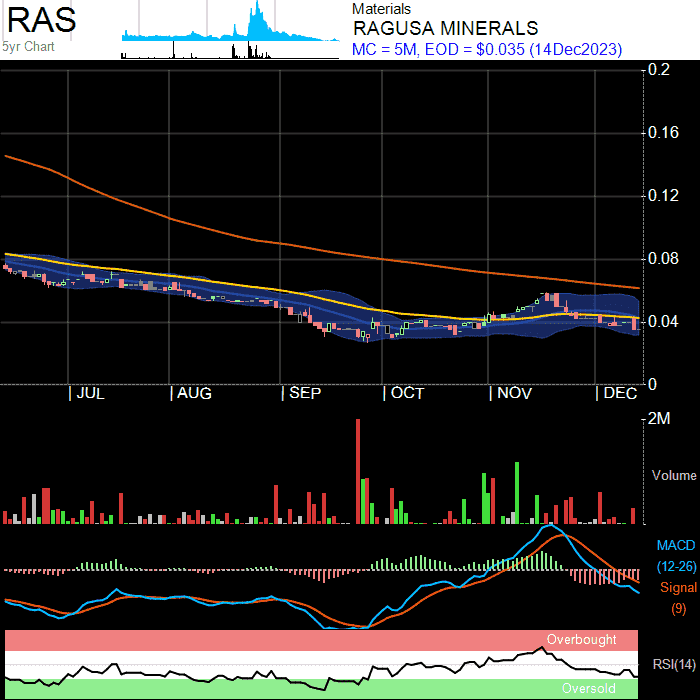 RAS
5yr Chart
Materials
RAGUSA MINERALS
MC = 5M, EOD = $0.035 (14Dec2023)
0.2
0.16
0.12
0.08
0.04
0
JUL AUG SEP OCT NOV DEC
2M
Volume
MACD
(12-26)
Signal
(9)
Overbought
RSI(14)
Oversold